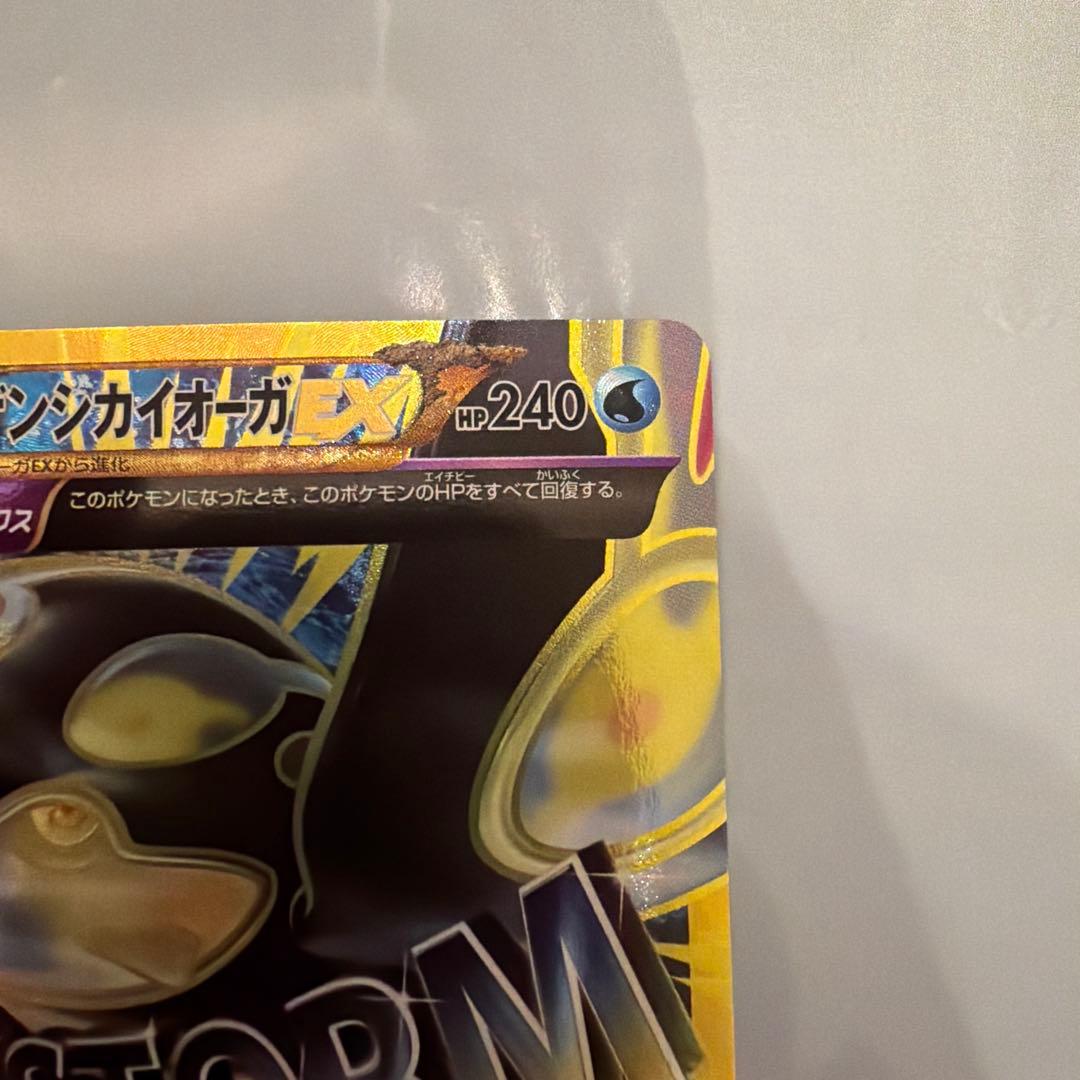 ンシカイオーガEX HP240
ーガEXから進化
エイチピー かいふく
このポケモンになったとき、このポケモンのHPをすべて回復する。
クス
STORM